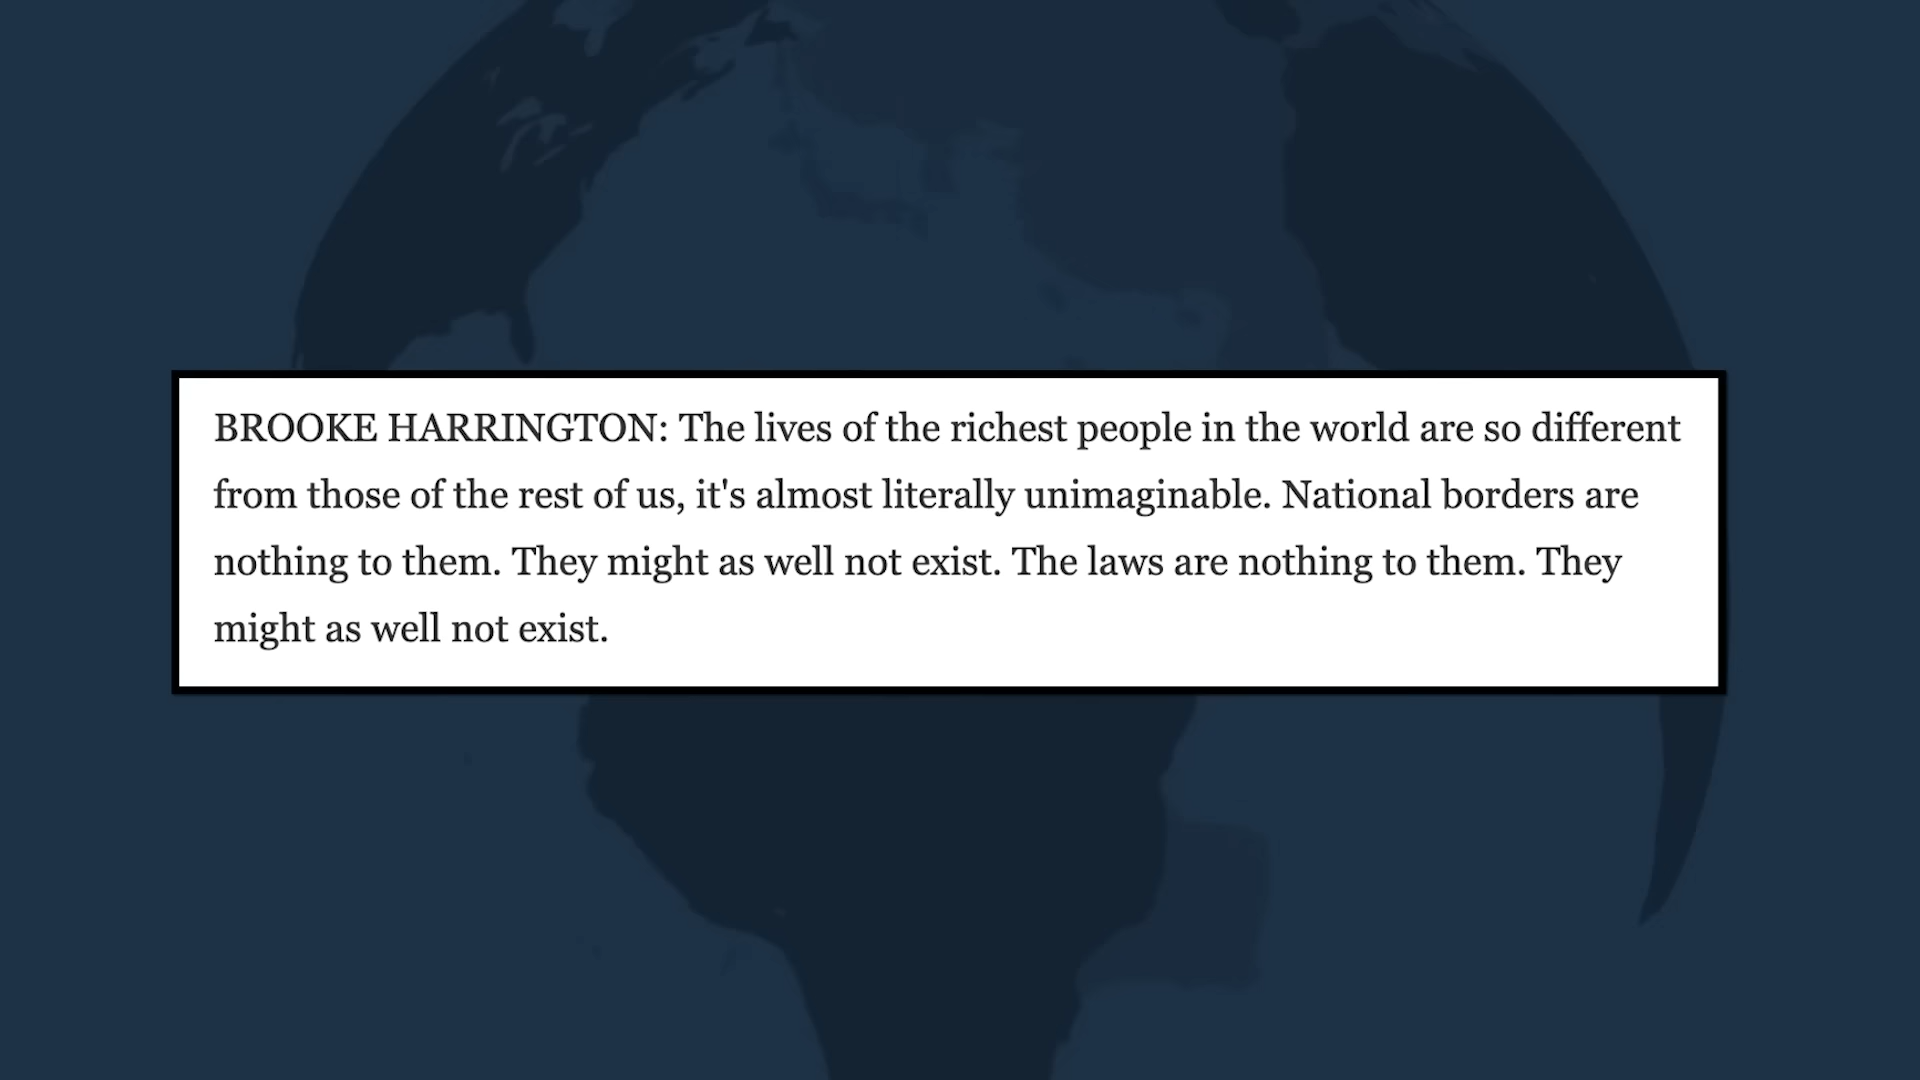 BROOKE HARRINGTON: The lives of the richest people in the world are so different
from those of the rest of us, it's almost literally unimaginable. National borders are
nothing to them. They might as well not exist. The laws are nothing to them. They
might as well not exist.